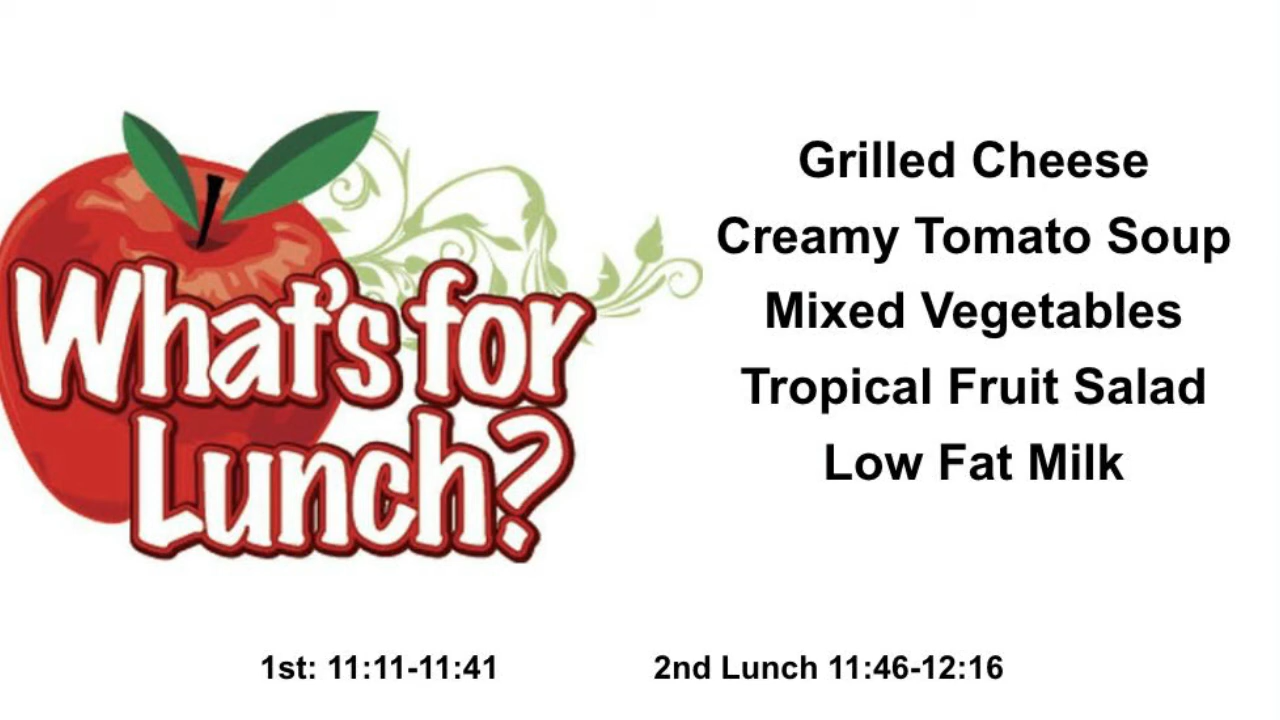 What's for
Lunch?
Grilled Cheese
Creamy Tomato Soup
Mixed Vegetables
Tropical Fruit Salad
Low Fat Milk
1st: 11:11-11:41
2nd Lunch 11:46-12:16